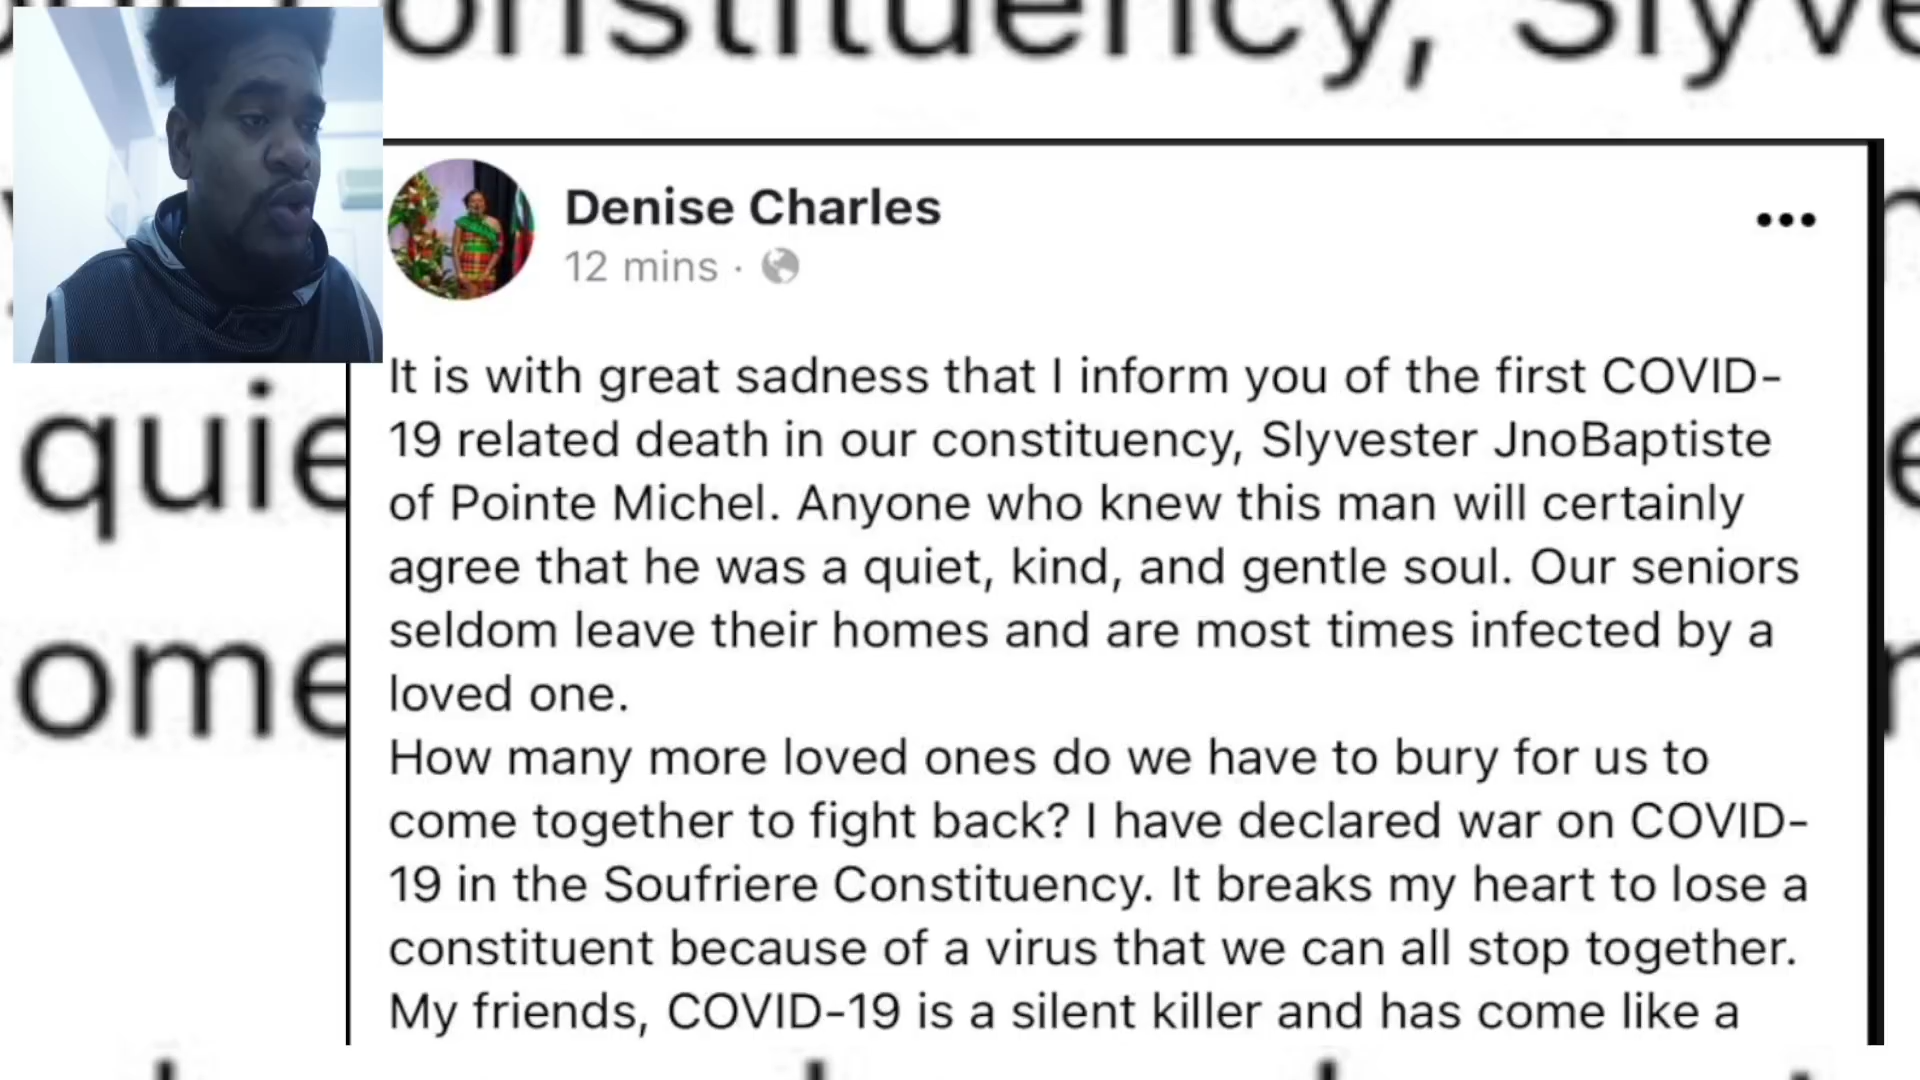 onstituency, Slyve
Denise Charles
12 mins ·
It is with great sadness that I inform you of the first COVID-
19 related death in our constituency, Slyvester JnoBaptiste
of Pointe Michel. Anyone who knew this man will certainly
agree that he was a quiet, kind, and gentle soul. Our seniors
seldom leave their homes and are most times infected by a
loved one.
How many more loved ones do we have to bury for us to
come together to fight back? I have declared war on COVID-
19 in the Soufriere Constituency. It breaks my heart to lose a
constituent because of a virus that we can all stop together.
My friends, COVID-19 is a silent killer and has come like a
quie
ome